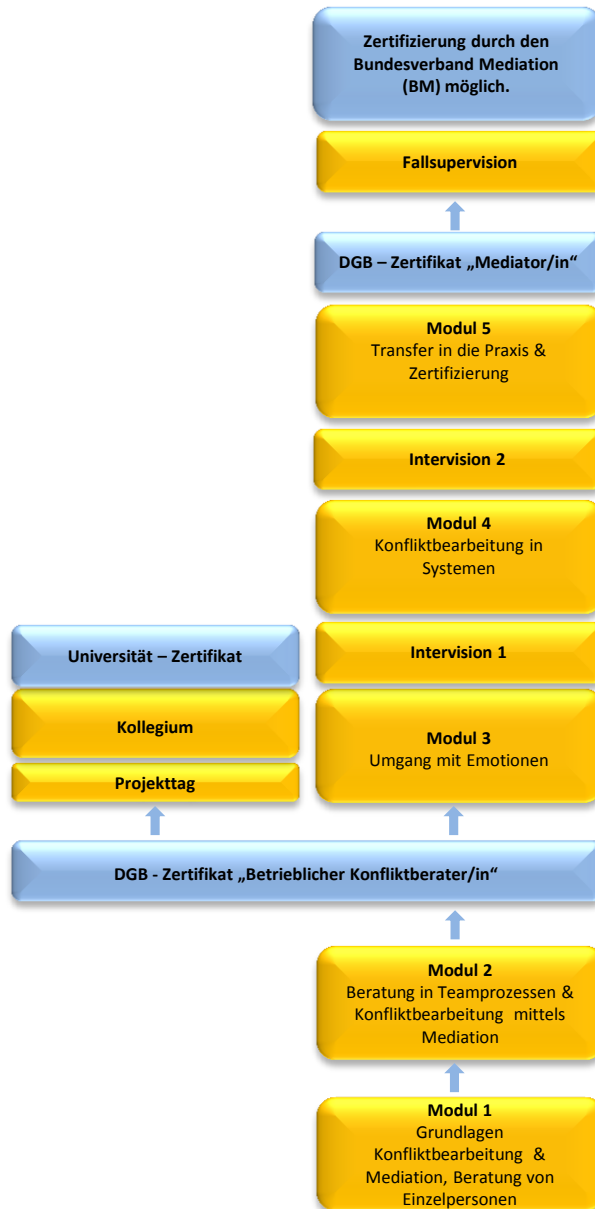 Zertifizierung durch den
Bundesverband Mediation
(BM) möglich.
Fallsupervision
DGB – Zertifikat „Mediator/in“
Modul 5
Transfer in die Praxis &
Zertifizierung
Intervision 2
Modul 4
Konfliktbearbeitung in
Systemen
Intervision 1
Universität – Zertifikat
Kollegium
Projekttag
Modul 3
Umgang mit Emotionen
DGB - Zertifikat „Betrieblicher Konfliktberater/in“
Modul 2
Beratung in Teamprozessen &
Konfliktbearbeitung mittels
Mediation
Modul 1
Grundlagen
Konfliktbearbeitung &
Mediation, Beratung von
Einzelpersonen